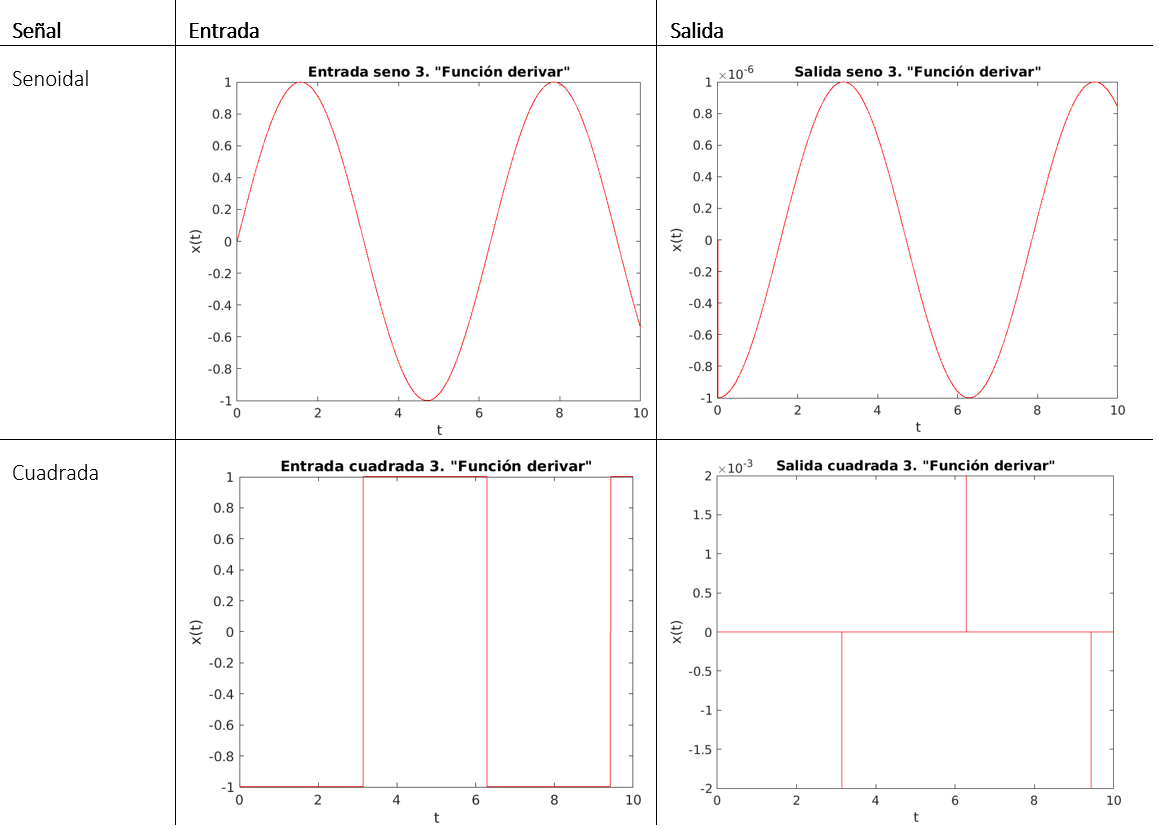 Señal Entrada Salida
Senoidal
Entrada seno 3. "Función derivar"
1
0.8
0.6
0.4
0.2
0
-0.2
-0.4
-0.6
-0.8
-1
x(t)
0 2 4 6 8 10
t
×10-6
Salida seno 3. "Función derivar"
1
0.8
0.6
0.4
0.2
0
-0.2
-0.4
-0.6
-0.8
-1
x(t)
0 2 4 6 8 10
t
Cuadrada
Entrada cuadrada 3. "Función derivar"
1
0.8
0.6
0.4
0.2
0
-0.2
-0.4
-0.6
-0.8
-1
x(t)
0 2 4 6 8 10
t
×10-3
Salida cuadrada 3. "Función derivar"
2
1.5
1
0.5
0
-0.5
-1
-1.5
-2
x(t)
0 2 4 6 8 10
t